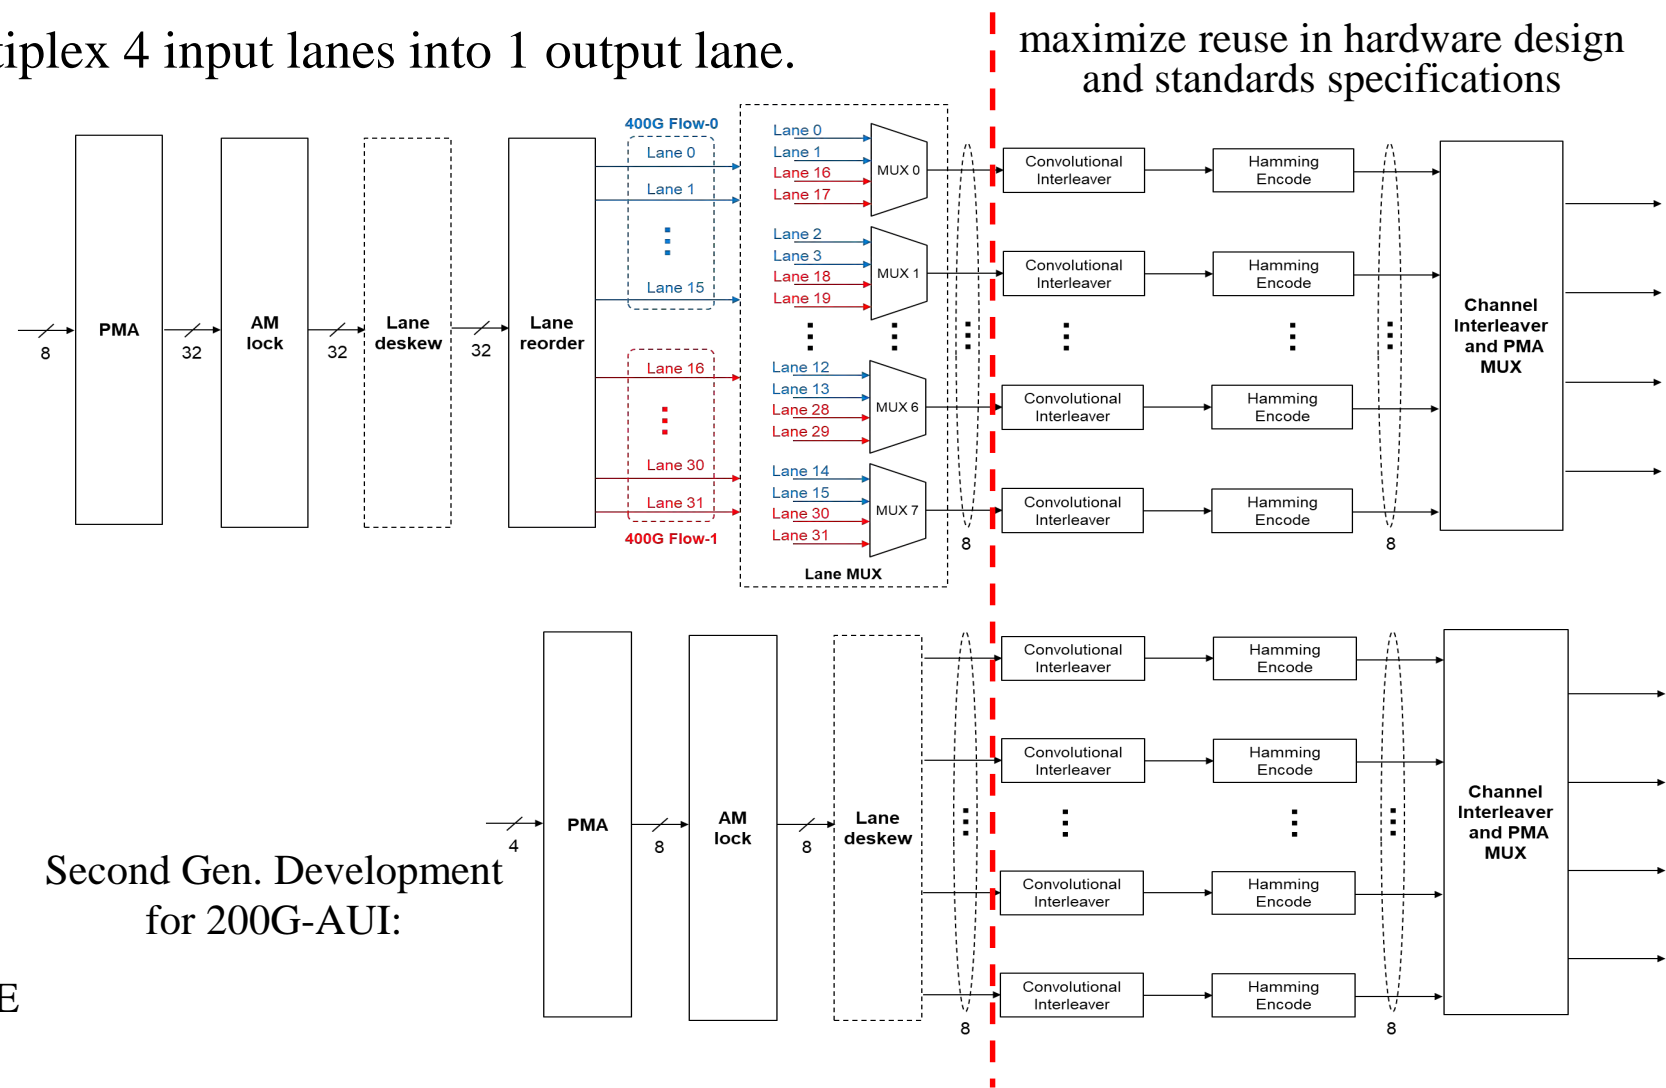 tiplex 4 input lanes into 1 output lane.
maximize reuse in hardware design
and standards specifications
8
PMA
32
AM
lock
32
Lane
deskew
32
Lane
reorder
400G Flow-0
Lane 0
Lane 1
Lane 15
Lane 16
Lane 30
Lane 31
400G Flow-1
Lane 0
Lane 1
Lane 16
Lane 17
MUX 0
Lane 2
Lane 3
Lane 18
Lane 19
MUX 1
Lane 12
Lane 13
Lane 28
Lane 29
MUX 6
Lane 14
Lane 15
Lane 30
Lane 31
MUX 7
Lane MUX
8
Convolutional
Interleaver
Hamming
Encode
Convolutional
Interleaver
Hamming
Encode
Convolutional
Interleaver
Hamming
Encode
Convolutional
Interleaver
Hamming
Encode
8
Channel
Interleaver
and PMA
MUX
Second Gen. Development
for 200G-AUI:
E
4
PMA
8
AM
lock
8
Lane
deskew
8
Convolutional
Interleaver
Hamming
Encode
Convolutional
Interleaver
Hamming
Encode
Convolutional
Interleaver
Hamming
Encode
Convolutional
Interleaver
Hamming
Encode
8
Channel
Interleaver
and PMA
MUX